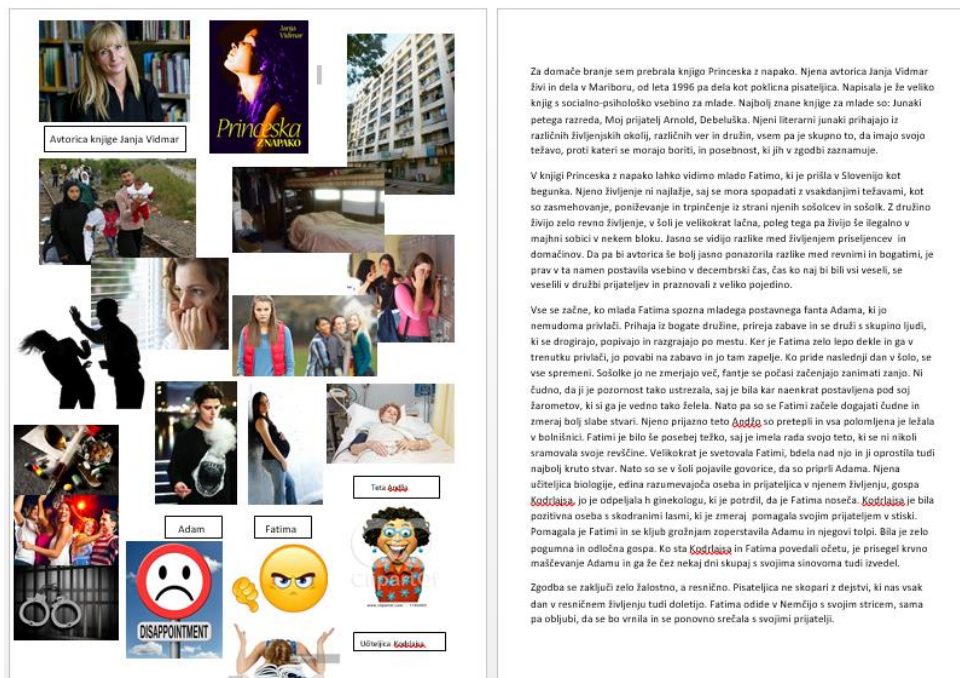 Janja
Vidmar
Princeska
Z NAPAKO
Avtorica knjige Janja Vidmar
Teta Andža
Adam
Fatima
DISAPPOINTMENT
clipartof
Učiteljica Kodrlajsa
Za domače branje sem prebrala knjigo Princeska z napako. Njena avtorica Janja Vidmar
živi in dela v Mariboru, od leta 1996 pa dela kot poklicna pisateljica. Napisala je že veliko
knjig s socialno-psihološko vsebino za mlade. Najbolj znane knjige za mlade so: Junaki
petega razreda, Moj prijatelj Arnold, Debeluška. Njeni literarni junaki prihajajo iz
različnih življenjskih okolij, različnih ver in družin, vsem pa je skupno to, da imajo svojo
težavo, proti kateri se morajo boriti, in posebnost, ki jih v zgodbi zaznamuje.
V knjigi Princeska z napako lahko vidimo mlado Fatimo, ki je prišla v Slovenijo kot
begunka. Njeno življenje ni najlažje, saj se mora spopadati z vsakdanjimi težavami, kot
so zasmehovanje, poniževanje in trpinčenje iz strani njenih sošolcev in sošolk. Z družino
živijo zelo revno življenje, v šoli je velikokrat lačna, poleg tega pa živijo še ilegalno v
majhni sobici v nekem bloku. Jasno se vidijo razlike med življenjem priseljencev in
domačinov. Da pa bi avtorica še bolj jasno ponazorila razlike med revnimi in bogatimi, je
prav v ta namen postavila vsebino v decembrski čas, čas ko naj bi bili vsi veseli, se
veselili v družbi prijateljev in praznovali z veliko pojedino.
Vse se začne, ko mlada Fatima spozna mladega postavnega fanta Adama, ki jo
nemudoma privlači. Prihaja iz bogate družine, prireja zabave in se druži s skupino ljudi,
ki se drogirajo, popivajo in razgrajajo po mestu. Ker je Fatima zelo lepo dekle in ga v
trenutku privlači, jo povabi na zabavo in jo tam zapelje. Ko pride naslednji dan v šolo, se
vse spremeni. Sošolke jo ne zmerjajo več, fantje se počasi začenjajo zanimati zanjo. Ni
čudno, da ji je pozornost tako ustrezala, saj je bila kar naenkrat postavljena pod soj
žarometov, ki si ga je vedno tako želela. Nato pa so se Fatimi začele dogajati čudne in
zmeraj bolj slabe stvari. Njeno prijazno teto Andžo so pretepli in vsa polomljena je ležala
v bolnišnici. Fatimi je bilo še posebej težko, saj je imela rada svojo teto, ki se ni nikoli
sramovala svoje revščine. Velikokrat je svetovala Fatimi, bdela nad njo in ji oprostila tudi
najbolj kruto stvar. Nato so se v šoli pojavile govorice, da so priprli Adama. Njena
učiteljica biologije, edina razumevajoča oseba in prijateljica v njenem življenju, gospa
Kodrlajsa, jo je odpeljala h ginekologu, ki je potrdil, da je Fatima noseča. Kodrlajsa je bila
pozitivna oseba s skodranimi lasmi, ki je zmeraj pomagala svojim prijateljem v stiski.
Pomagala je Fatimi in se kljub grožnjam zoperstavila Adamu in njegovi tolpi. Bila je zelo
pogumna in odločna gospa. Ko sta Kodrlajsa in Fatima povedali očetu, je prisegel krvno
maščevanje Adamu in ga že čez nekaj dni skupaj s svojima sinovoma tudi izvedel.
Zgodba se zaključi zelo žalostno, a resnično. Pisateljica ne skopari z dejstvi, ki nas vsak
dan v resničnem življenju tudi doletijo. Fatima odide v Nemčijo s svojim stricem, sama
pa obljubi, da se bo vrnila in se ponovno srečala s svojimi prijatelji.